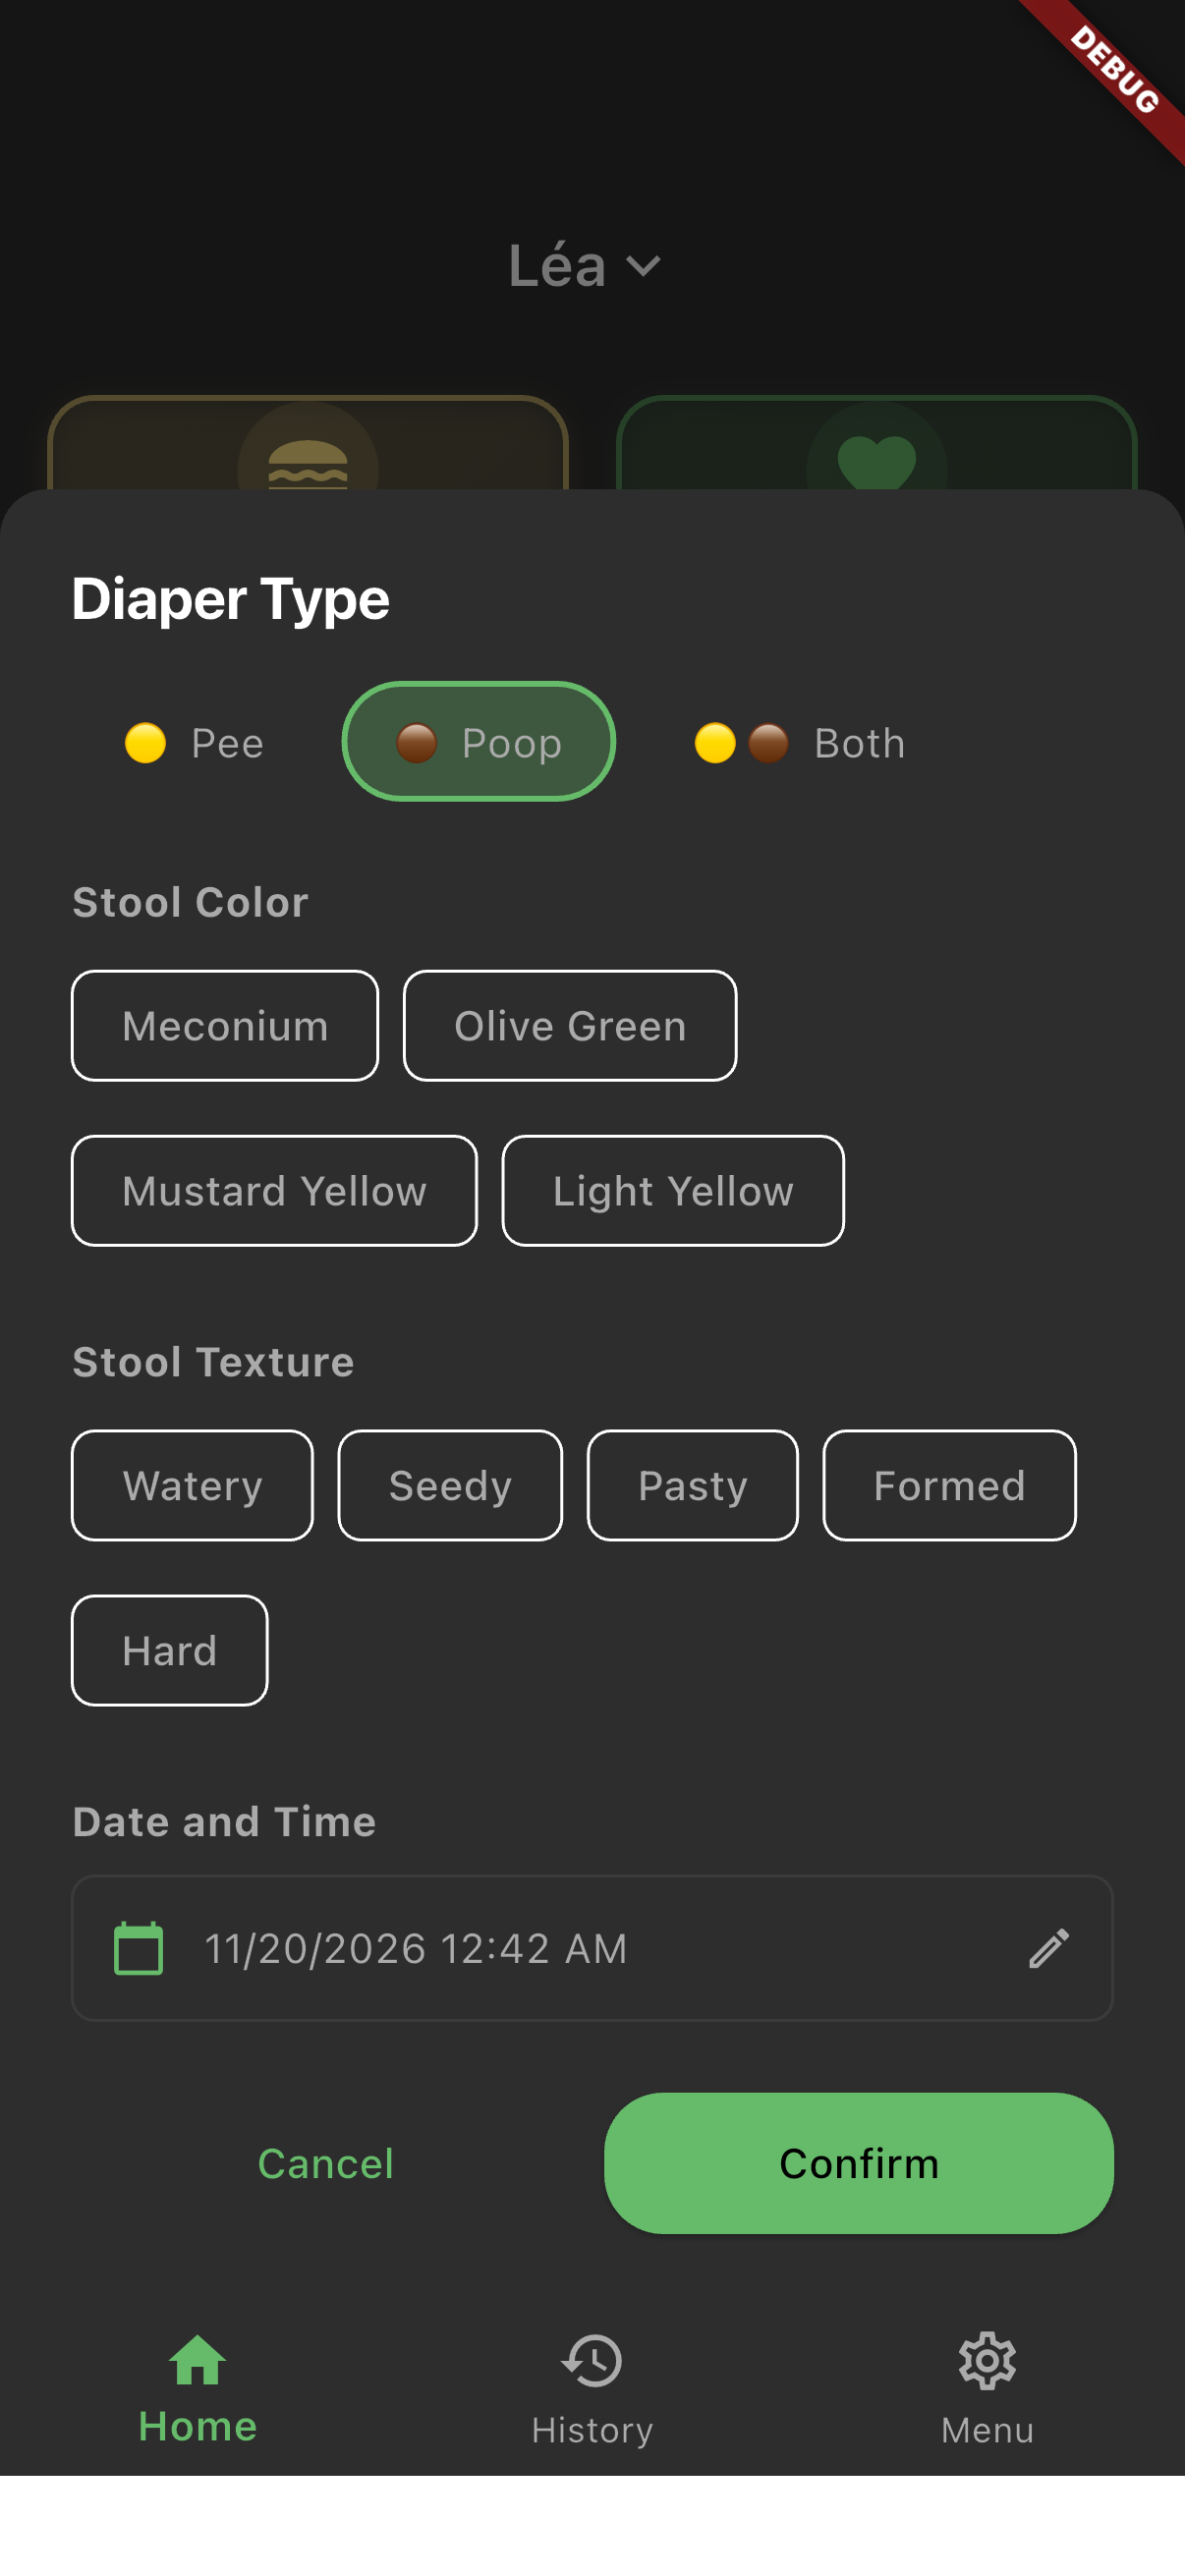 DEBUG
Léa
Diaper Type
Pee Poop Both
Stool Color
Meconium Olive Green
Mustard Yellow Light Yellow
Stool Texture
Watery Seedy Pasty Formed
Hard
Date and Time
11/20/2026 12:42 AM
Cancel Confirm
Home History Menu